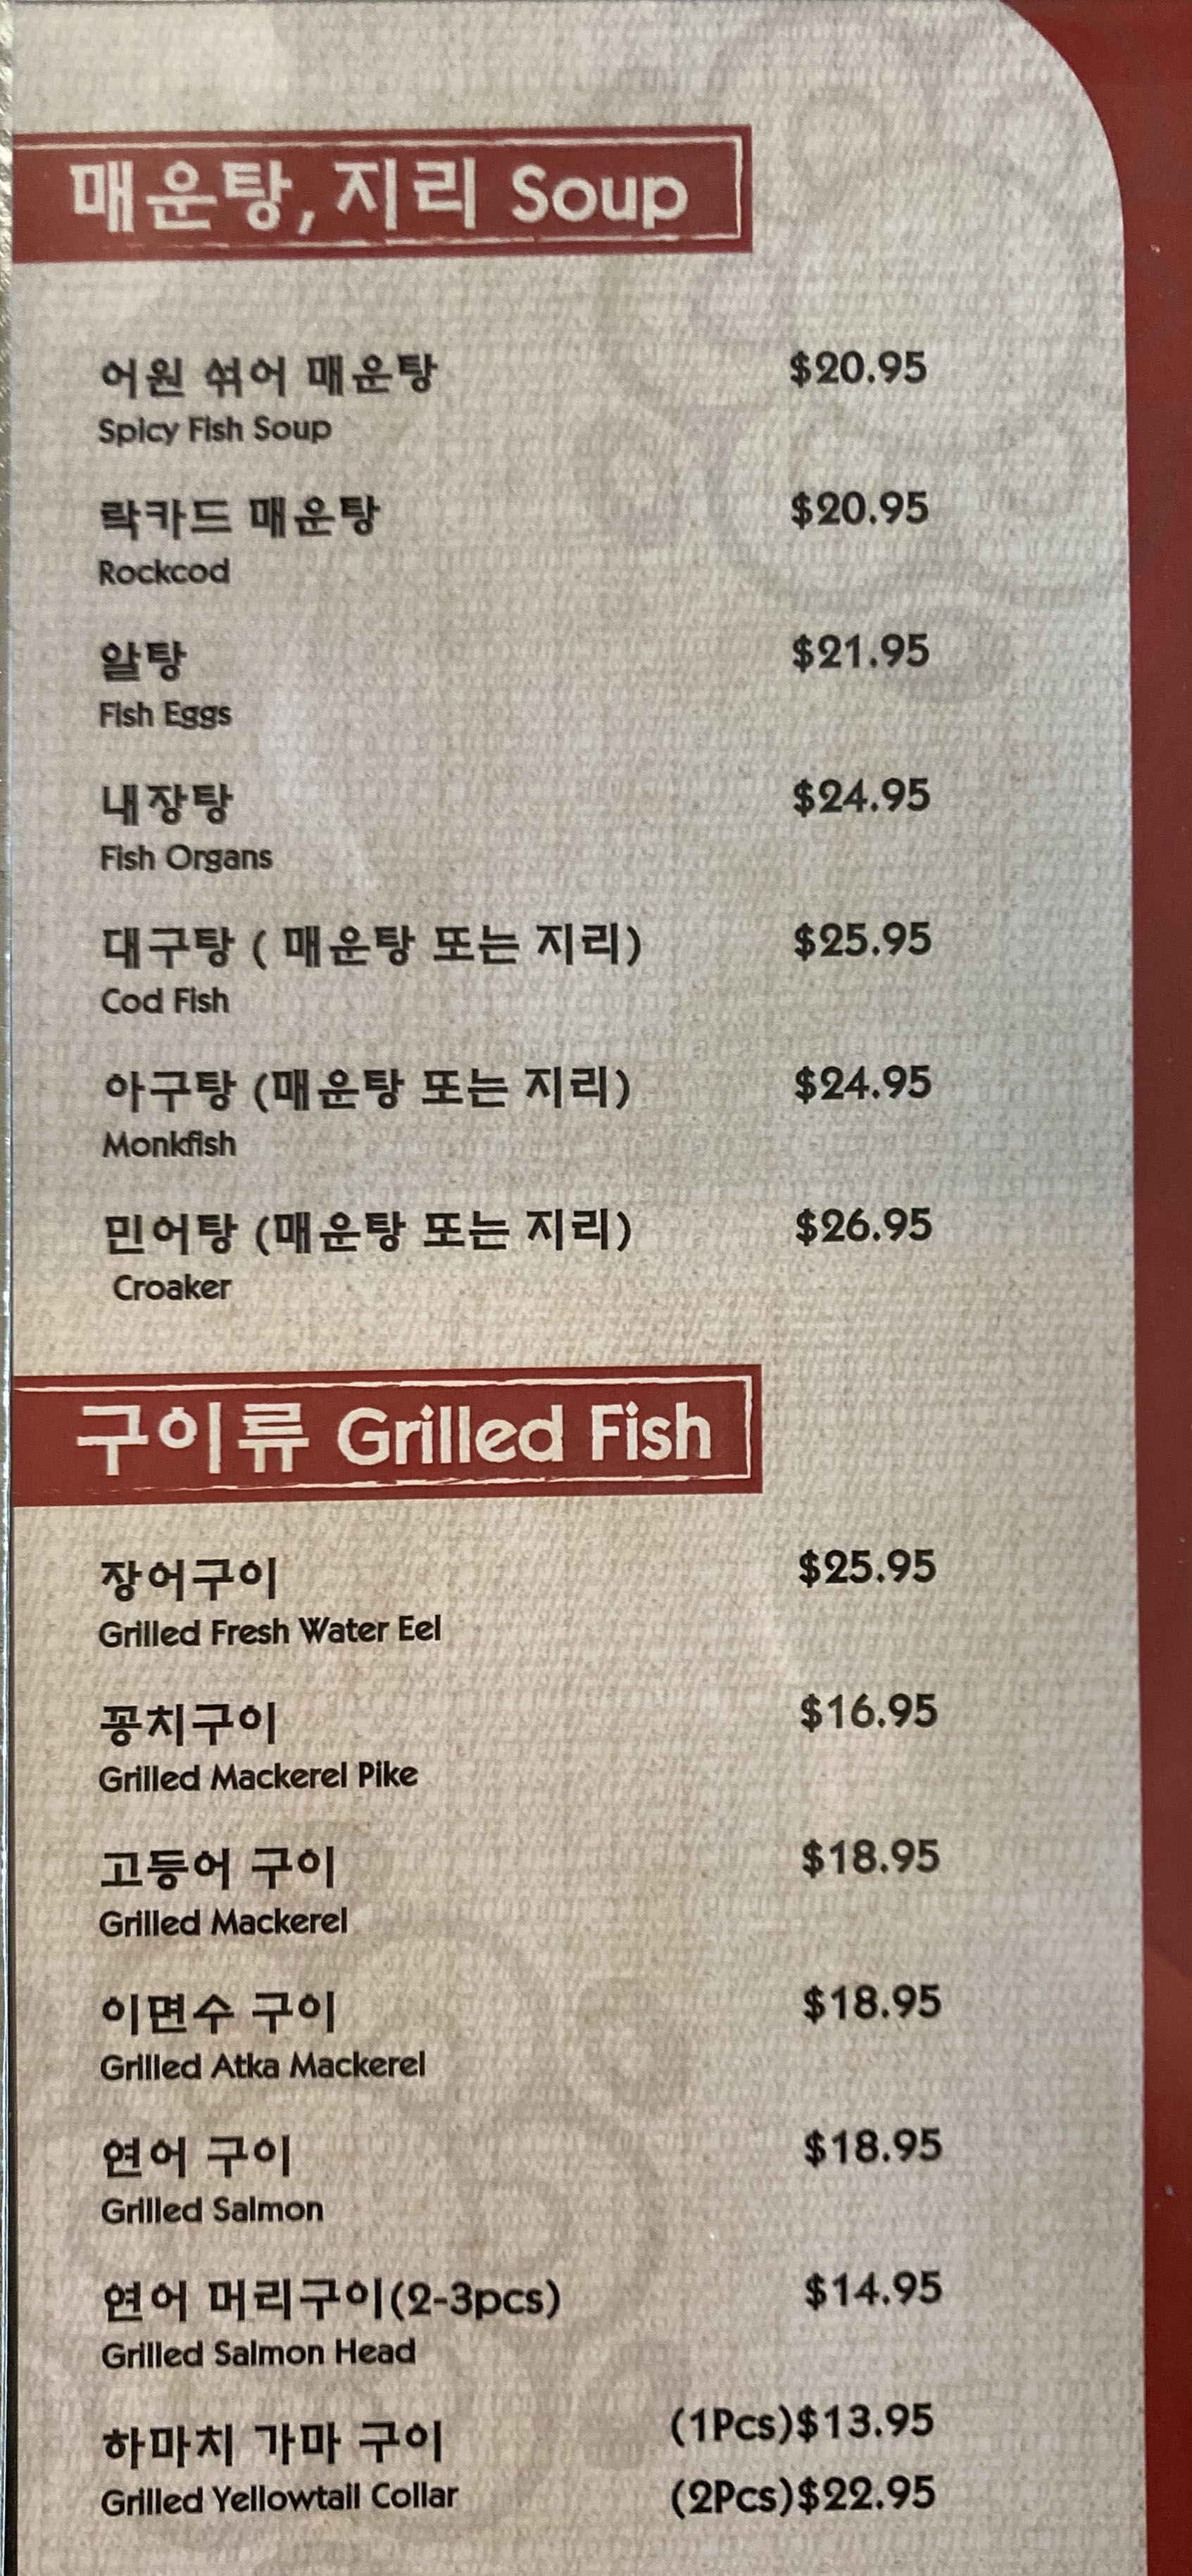 매운탕, 지리 Soup
어원 섞어 매운탕 $20.95
Spicy Fish Soup
락카드 매운탕 $20.95
Rockcod
알탕 $21.95
Fish Eggs
내장탕 $24.95
Fish Organs
대구탕 ( 매운탕 또는 지리) $25.95
Cod Fish
아구탕 (매운탕 또는 지리) $24.95
Monkfish
민어탕 (매운탕 또는 지리) $26.95
Croaker
구이류 Grilled Fish
장어구이 $25.95
Grilled Fresh Water Eel
꽁치구이 $16.95
Grilled Mackerel Pike
고등어 구이 $18.95
Grilled Mackerel
이면수 구이 $18.95
Grilled Atka Mackerel
연어 구이 $18.95
Grilled Salmon
연어 머리구이(2-3pcs) $14.95
Grilled Salmon Head
하마치 가마 구이 (1Pcs)$13.95
Grilled Yellowtail Collar (2Pcs)$22.95